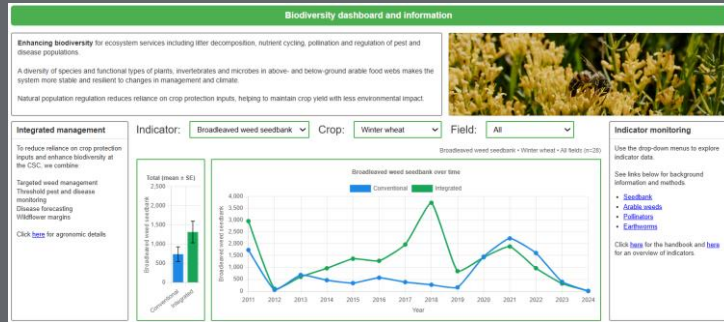 Biodiversity dashboard and information
Enhancing biodiversity for ecosystem services including litter decomposition, nutrient cycling, pollination and regulation of pest and
disease populations.
A diversity of species and functional types of plants, invertebrates and microbes in above- and below-ground arable food webs makes the
system more stable and resilient to changes in management and climate.
Natural population regulation reduces reliance on crop protection inputs, helping to maintain crop yield with less environmental impact.
Integrated management
To reduce reliance on crop protection
inputs and enhance biodiversity at
the CSC, we combine
Targeted weed management
Threshold pest and disease
monitoring
Disease forecasting
Wildflower margins
Click here for agronomic details
Indicator: Broadleaved weed seedbank Crop: Winter wheat Field: All
Broadleaved weed seedbank • Winter wheat • All fields (n=28)
Total (mean ± SE)
Broadleaved weed seedbank
2,500
2,000
1,500
1,000
500
0
Conventional
Integrated
Broadleaved weed seedbank over time
Conventional Integrated
Broadleaved weed seedbank
4,000
3,500
3,000
2,500
2,000
1,500
1,000
500
0
2011 2012 2013 2014 2015 2016 2017 2018 2019 2020 2021 2022 2023 2024
Year
Indicator monitoring
Use the drop-down menus to explore
indicator data.
See links below for background
information and methods
• Seedbank
• Arable weeds
• Pollinators
• Earthworms
Click here for the handbook and here
for an overview of indicators.